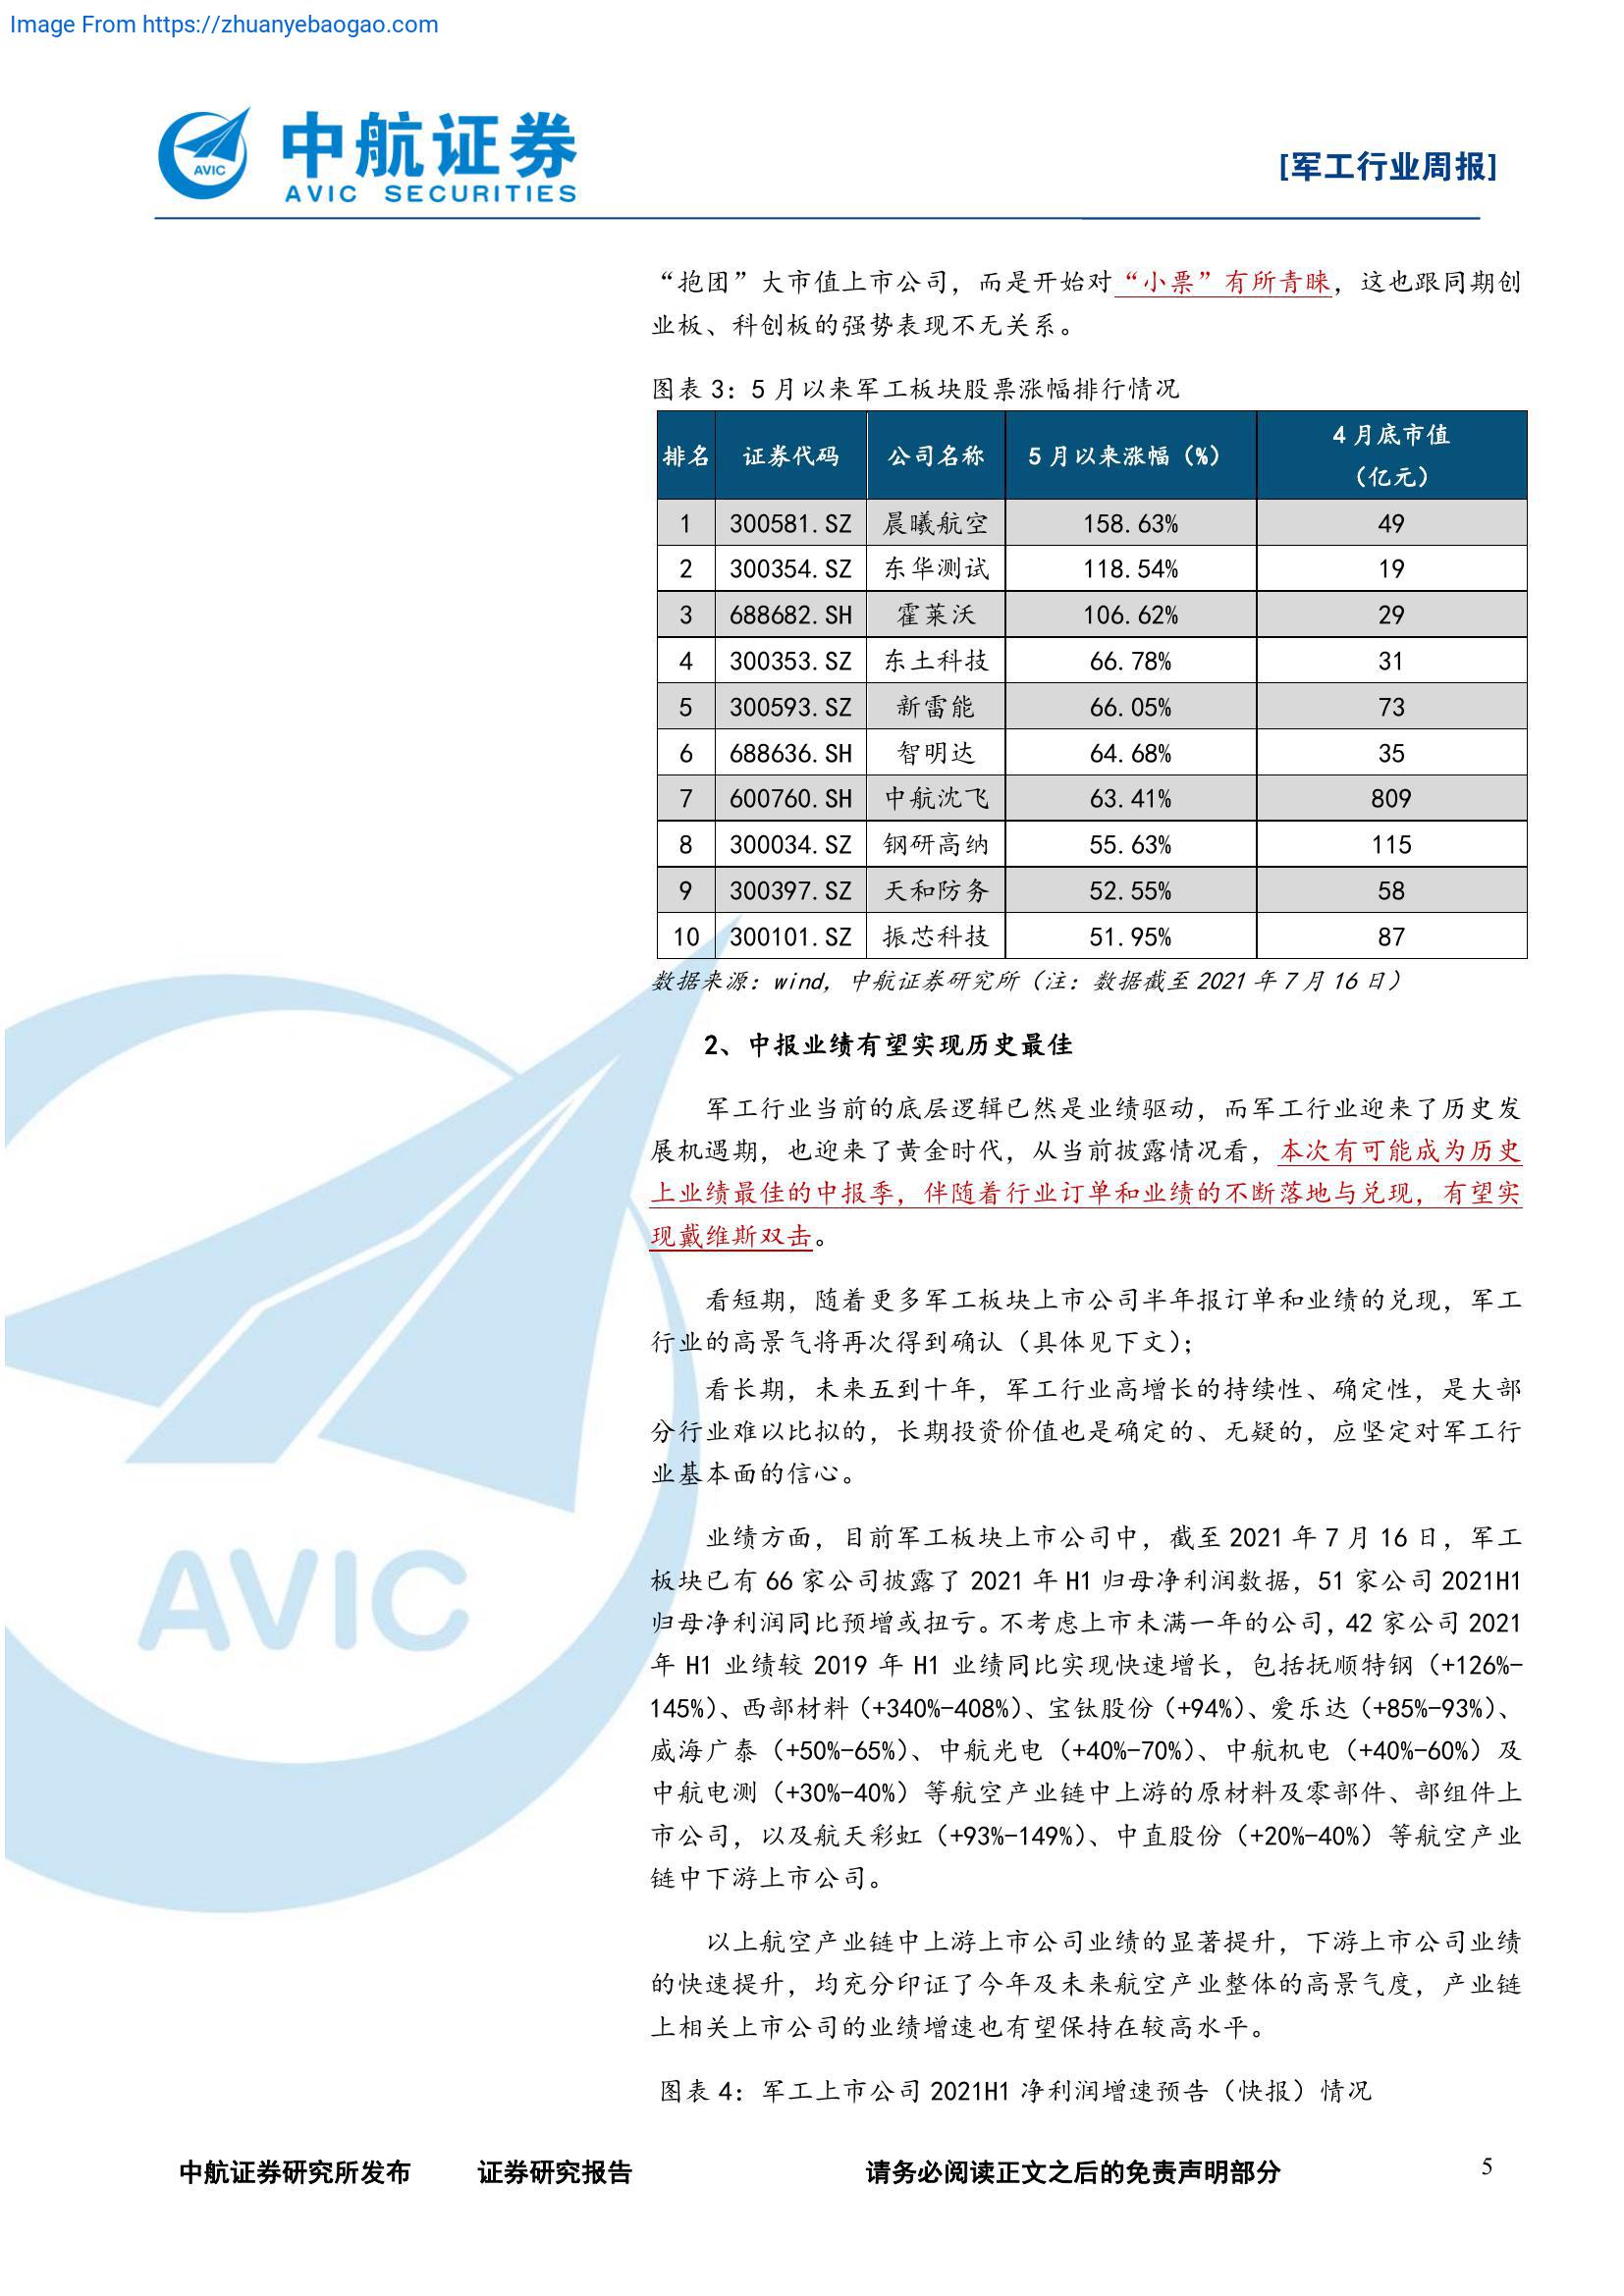 Image From https://zhuanyebaogao.com
AVIC
中航证券
AVIC SECURITIES
[军工行业周报]
“抱团”大市值上市公司，而是开始对“小票”有所青睐，这也跟同期创
业板、科创板的强势表现不无关系。
图表 3：5 月以来军工板块股票涨幅排行情况
排名 证券代码 公司名称 5 月以来涨幅（%） 4 月底市值
（亿元）
1 300581.SZ 晨曦航空 158.63% 49
2 300354.SZ 东华测试 118.54% 19
3 688682.SH 霍莱沃 106.62% 29
4 300353.SZ 东土科技 66.78% 31
5 300593.SZ 新雷能 66.05% 73
6 688636.SH 智明达 64.68% 35
7 600760.SH 中航沈飞 63.41% 809
8 300034.SZ 钢研高纳 55.63% 115
9 300397.SZ 天和防务 52.55% 58
10 300101.SZ 振芯科技 51.95% 87
数据来源：wind，中航证券研究所（注：数据截至 2021 年 7 月 16 日）
2、中报业绩有望实现历史最佳
军工行业当前的底层逻辑已然是业绩驱动，而军工行业迎来了历史发
展机遇期，也迎来了黄金时代，从当前披露情况看，本次有可能成为历史
上业绩最佳的中报季，伴随着行业订单和业绩的不断落地与兑现，有望实
现戴维斯双击。
看短期，随着更多军工板块上市公司半年报订单和业绩的兑现，军工
行业的高景气将再次得到确认（具体见下文）；
看长期，未来五到十年，军工行业高增长的持续性、确定性，是大部
分行业难以比拟的，长期投资价值也是确定的、无疑的，应坚定对军工行
业基本面的信心。
业绩方面，目前军工板块上市公司中，截至 2021 年 7 月 16 日，军工
板块已有 66 家公司披露了 2021 年 H1 归母净利润数据，51 家公司 2021H1
归母净利润同比预增或扭亏。不考虑上市未满一年的公司，42 家公司 2021
年 H1 业绩较 2019 年 H1 业绩同比实现快速增长，包括抚顺特钢（+126%-
145%）、西部材料（+340%-408%）、宝钛股份（+94%）、爱乐达（+85%-93%）、
威海广泰（+50%-65%）、中航光电（+40%-70%）、中航机电（+40%-60%）及
中航电测（+30%-40%）等航空产业链中上游的原材料及零部件、部组件上
市公司，以及航天彩虹（+93%-149%）、中直股份（+20%-40%）等航空产业
链中下游上市公司。
以上航空产业链中上游上市公司业绩的显著提升，下游上市公司业绩
的快速提升，均充分印证了今年及未来航空产业整体的高景气度，产业链
上相关上市公司的业绩增速也有望保持在较高水平。
图表 4：军工上市公司 2021H1 净利润增速预告（快报）情况
AVIC
中航证券研究所发布 证券研究报告 请务必阅读正文之后的免责声明部分 5